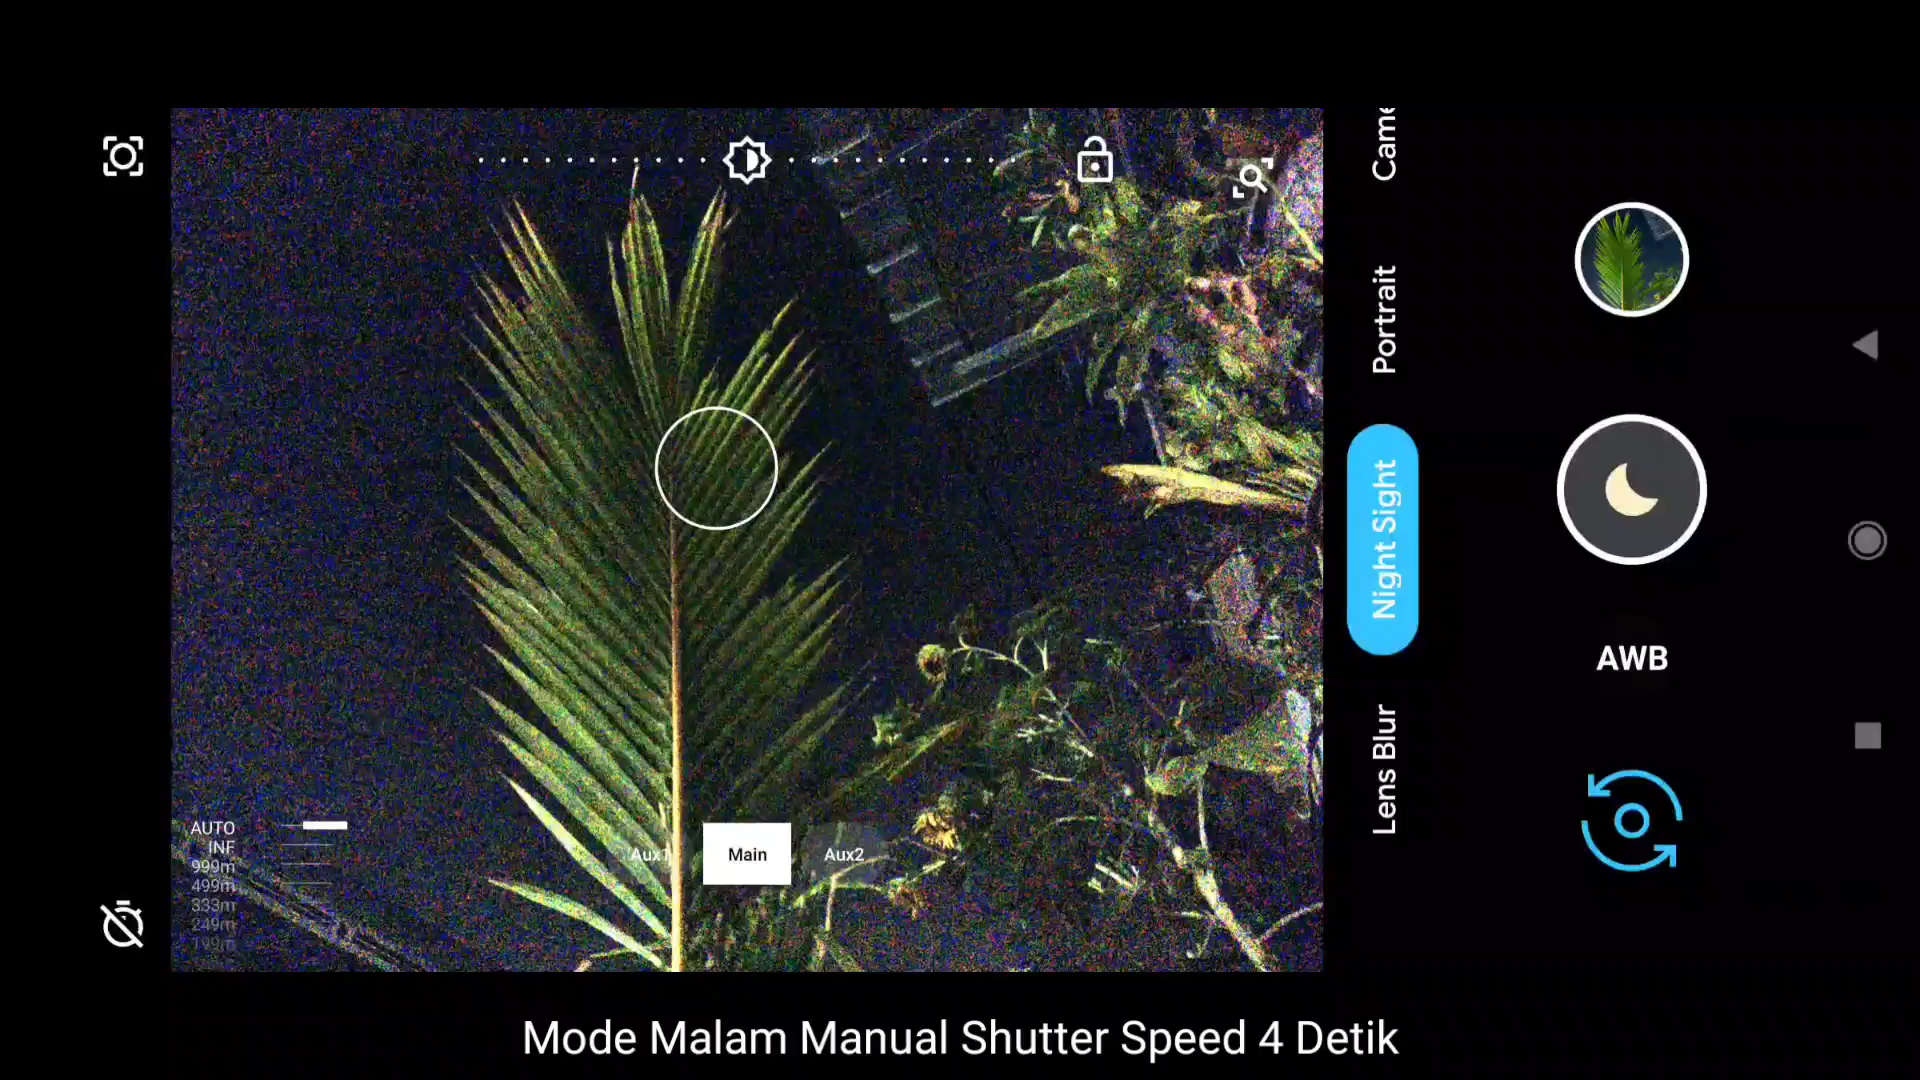 Came
Portrait
Night Sight
Lens Blur
AWB
AUTO
INF
999m
499m
333m
249m
199m
Aux1
Main
Aux2
Mode Malam Manual Shutter Speed 4 Detik